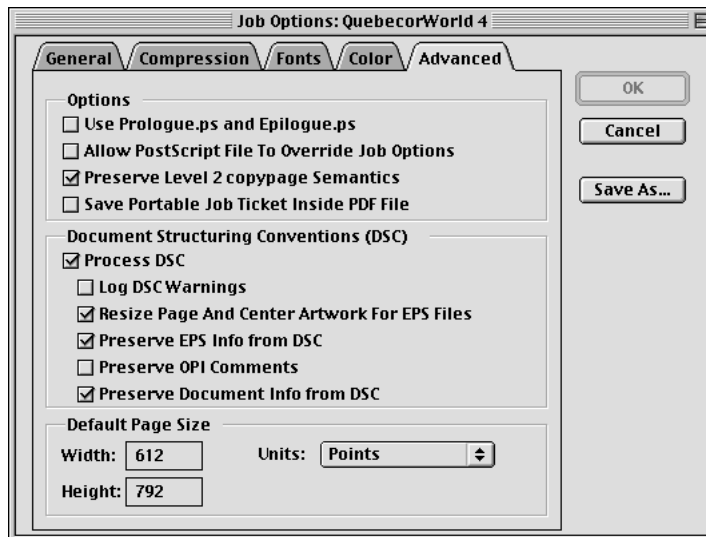 Job Options: QuebecorWorld 4
General Compression Fonts Color Advanced
Options
Use Prologue.ps and Epilogue.ps
Allow PostScript File To Override Job Options
Preserve Level 2 copypage Semantics
Save Portable Job Ticket Inside PDF File
Document Structuring Conventions (DSC)
Process DSC
Log DSC Warnings
Resize Page And Center Artwork For EPS Files
Preserve EPS Info from DSC
Preserve OPI Comments
Preserve Document Info from DSC
Default Page Size
Width: 612 Units: Points
Height: 792
OK
Cancel
Save As...